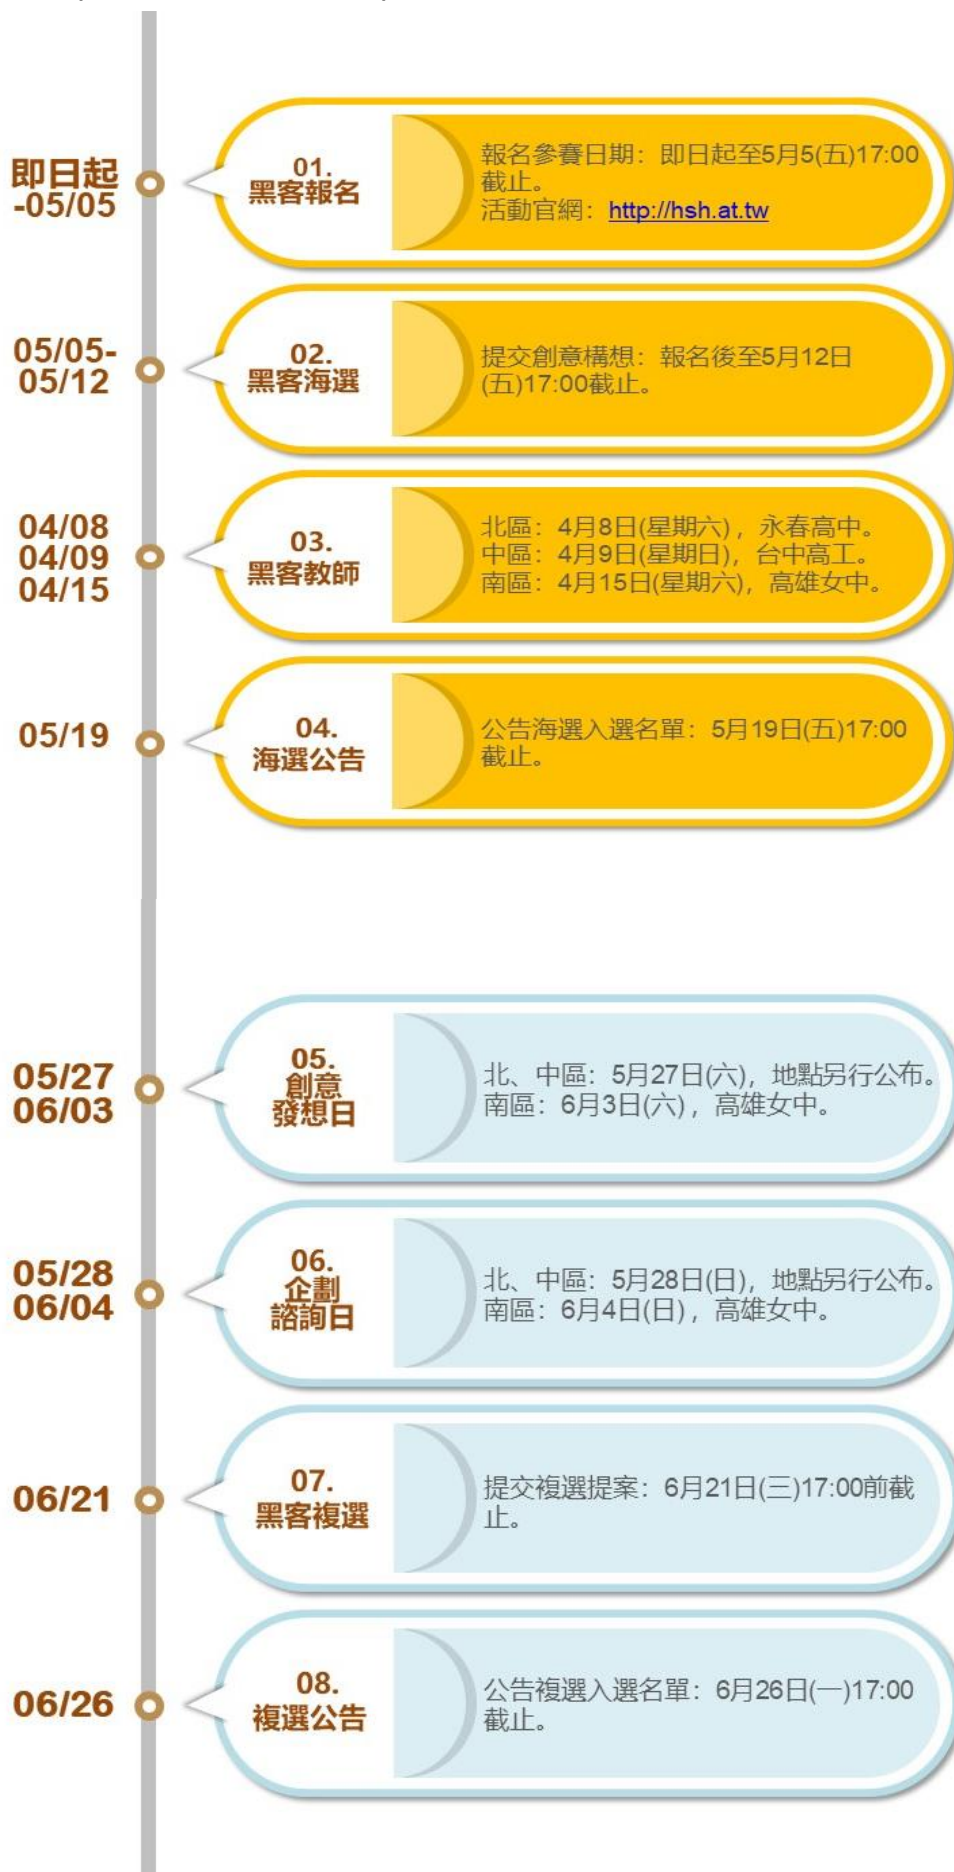 即日起
-05/05
01.
黑客報名
報名參賽日期：即日起至5月5(五)17:00
截止。
活動官網：http://hsh.at.tw
05/05-
05/12
02.
黑客海選
提交創意構想：報名後至5月12日
(五)17:00截止。
04/08
04/09
04/15
03.
黑客教師
北區：4月8日(星期六)，永春高中。
中區：4月9日(星期日)，台中高工。
南區：4月15日(星期六)，高雄女中。
05/19
04.
海選公告
公告海選入選名單：5月19日(五)17:00
截止。
05/27
06/03
05.
創意
發想日
北、中區：5月27日(六)，地點另行公布。
南區：6月3日(六)，高雄女中。
05/28
06/04
06.
企劃
諮詢日
北、中區：5月28日(日)，地點另行公布。
南區：6月4日(日)，高雄女中。
06/21
07.
黑客複選
提交複選提案：6月21日(三)17:00前截
止。
06/26
08.
複選公告
公告複選入選名單：6月26日(一)17:00
截止。